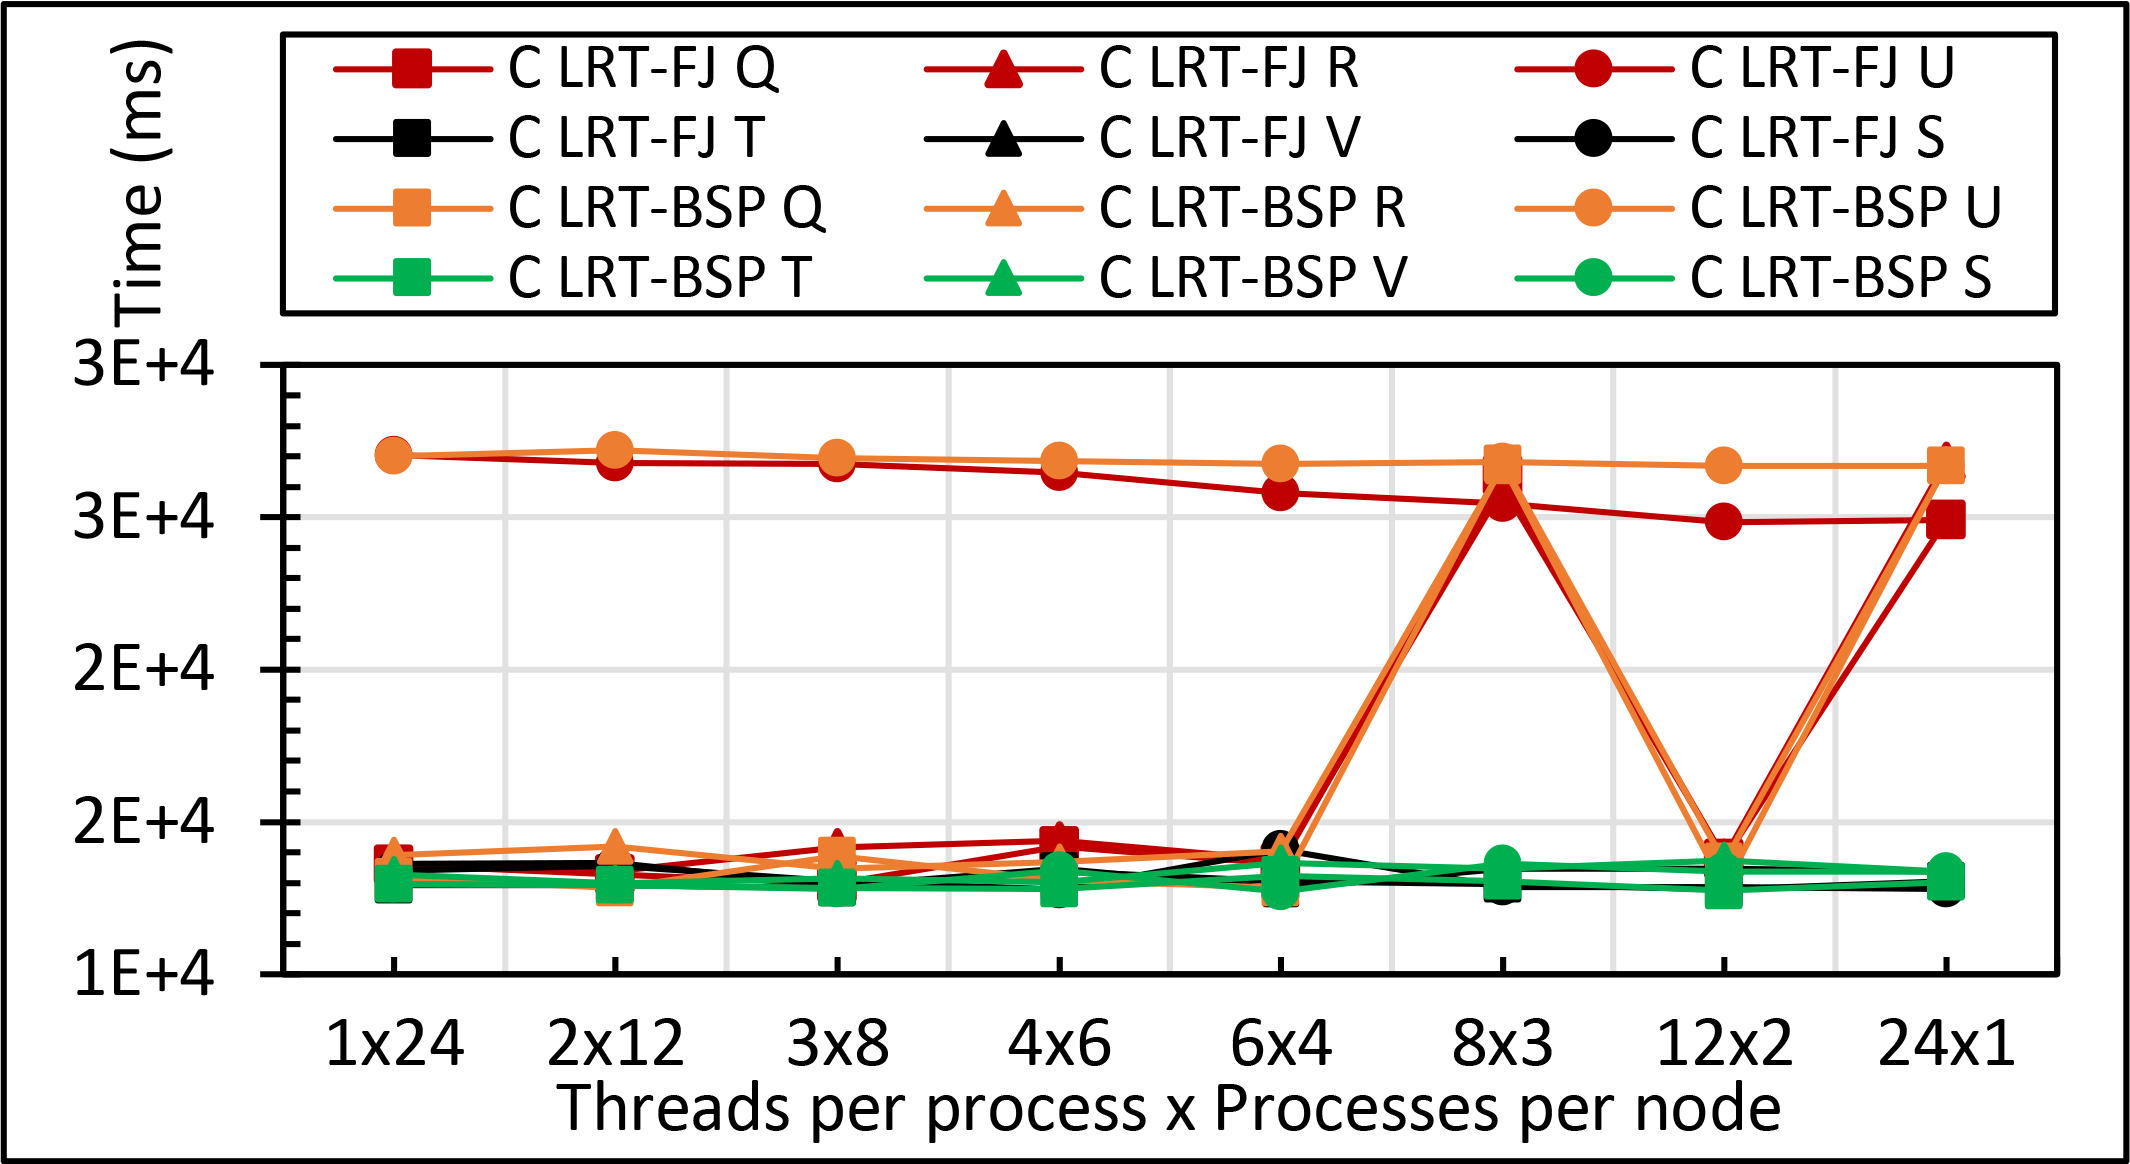 Time (ms)
C LRT-FJ Q
C LRT-FJ R
C LRT-FJ U
C LRT-FJ T
C LRT-FJ V
C LRT-FJ S
C LRT-BSP Q
C LRT-BSP R
C LRT-BSP U
C LRT-BSP T
C LRT-BSP V
C LRT-BSP S
3E+4
3E+4
2E+4
2E+4
1E+4
1x24 2x12 3x8 4x6 6x4 8x3 12x2 24x1
Threads per process x Processes per node